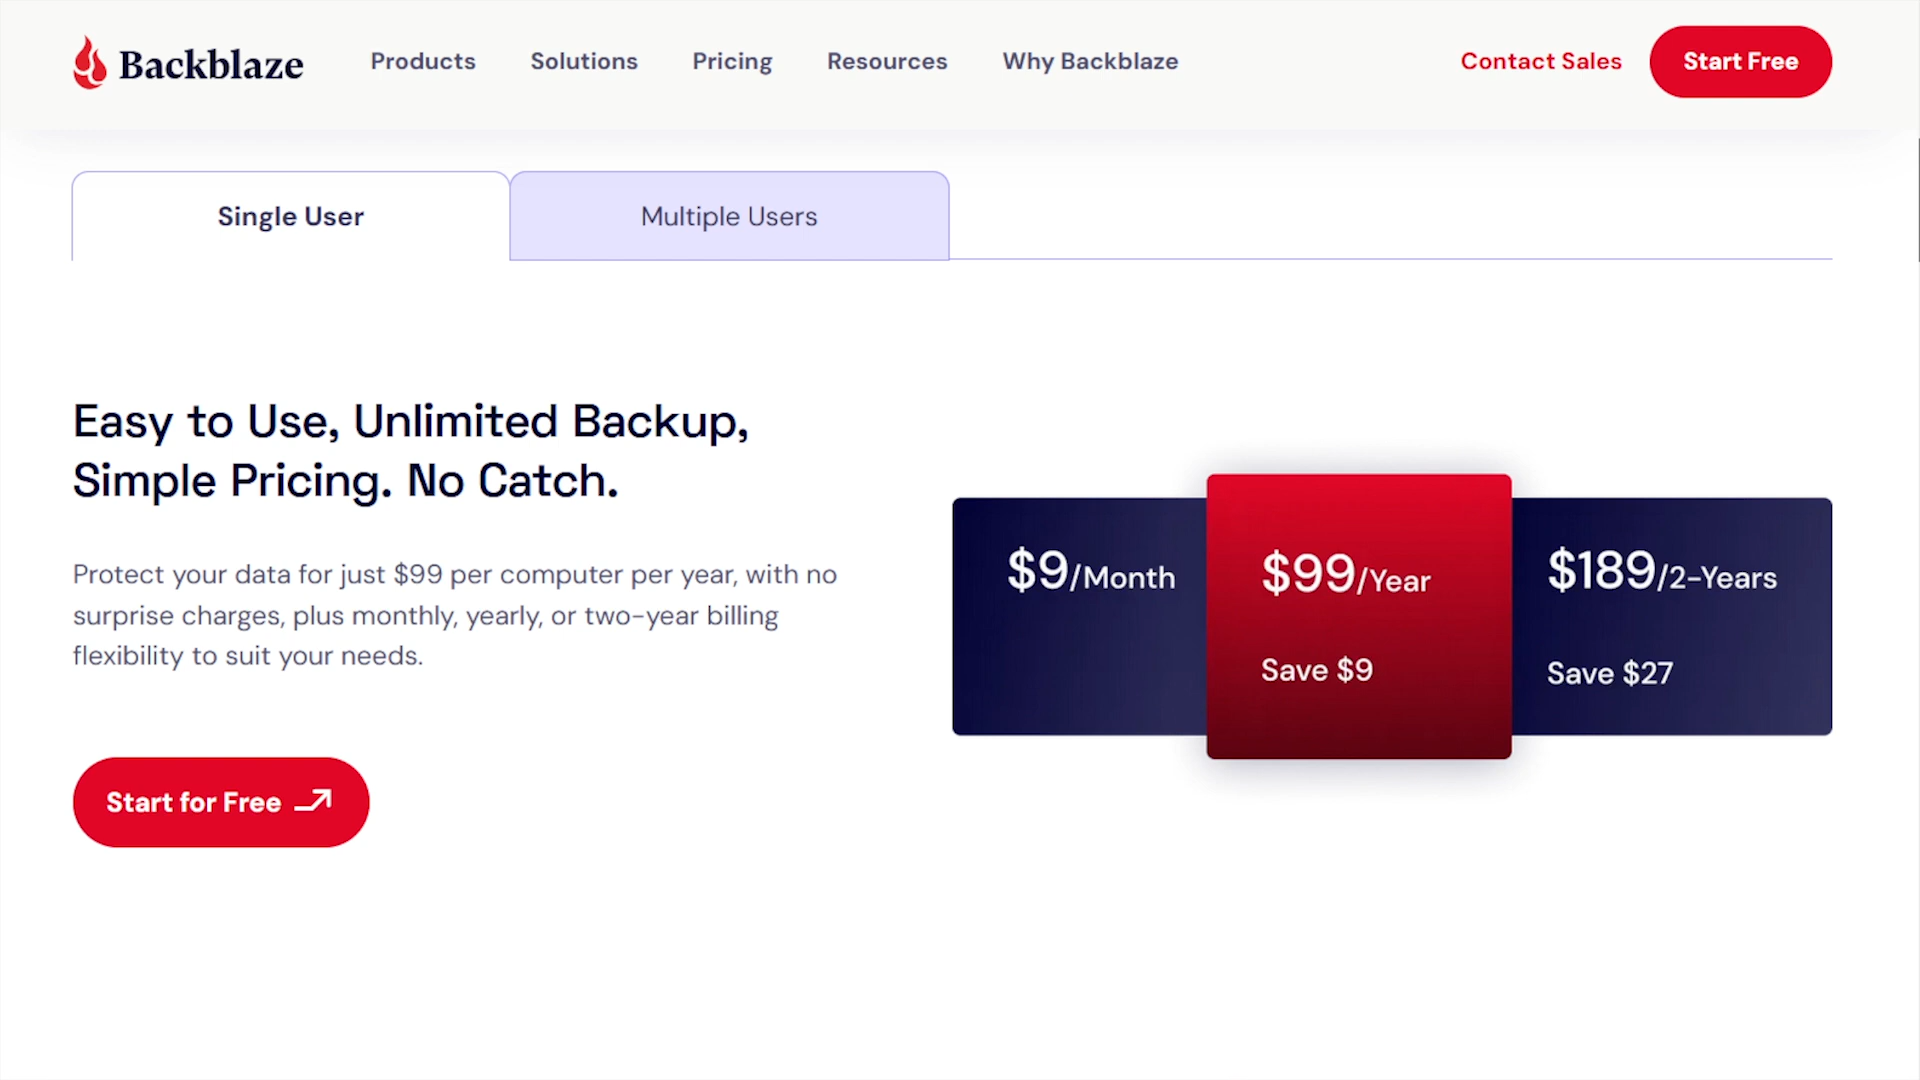 Backblaze
Products
Solutions
Pricing
Resources
Why Backblaze
Contact Sales
Start Free
Single User
Multiple Users
Easy to Use, Unlimited Backup,
Simple Pricing. No Catch.
Protect your data for just $99 per computer per year, with no
surprise charges, plus monthly, yearly, or two-year billing
flexibility to suit your needs.
Start for Free
$9/Month
$99/Year
Save $9
$189/2-Years
Save $27